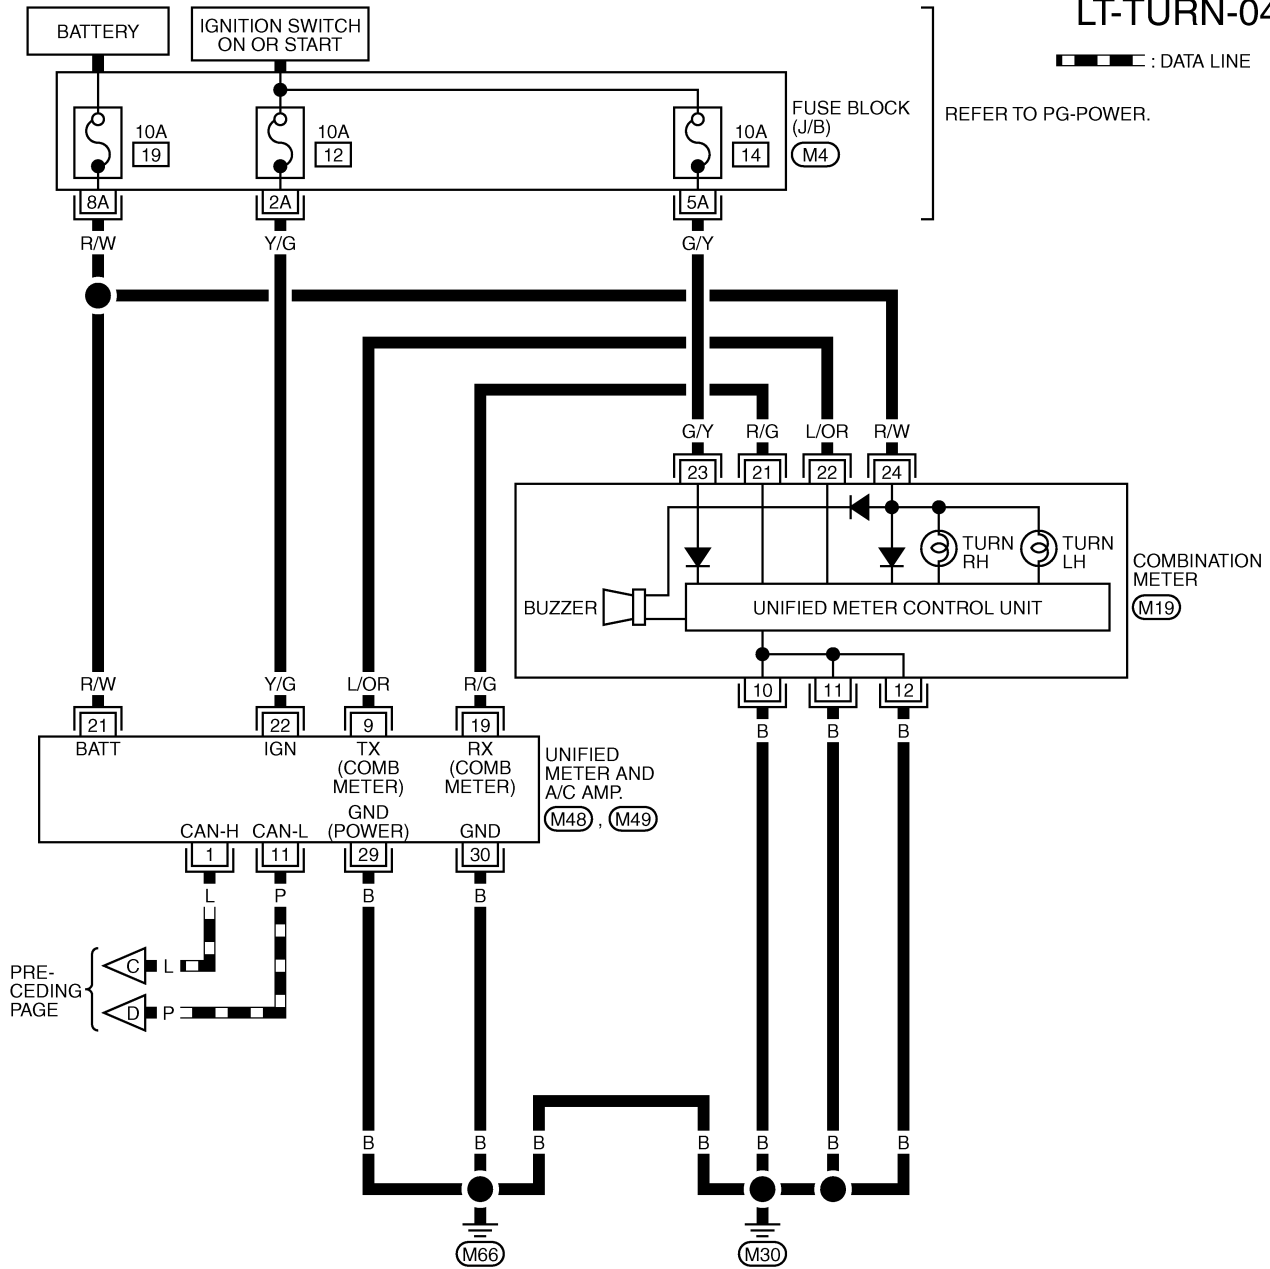 LT-TURN-04
BATTERY
IGNITION SWITCH
ON OR START
: DATA LINE
REFER TO PG-POWER.
10A
19
10A
12
10A
14
FUSE BLOCK
(J/B)
M4
8A
2A
5A
R/W
Y/G
G/Y
G/Y
R/G
L/OR
R/W
23
21
22
24
TURN
RH
TURN
LH
COMBINATION
METER
M19
BUZZER
UNIFIED METER CONTROL UNIT
10
11
12
B
B
B
R/W
Y/G
L/OR
R/G
21
22
9
19
BATT
IGN
TX
(COMB
METER)
RX
(COMB
METER)
UNIFIED
METER AND
A/C AMP.
M48 , M49
CAN-H
CAN-L
GND
(POWER)
GND
1
11
29
30
L
P
B
B
PRE-
CEDING
PAGE
C
L
D
P
B
B
B
B
B
B
B
M66
M30